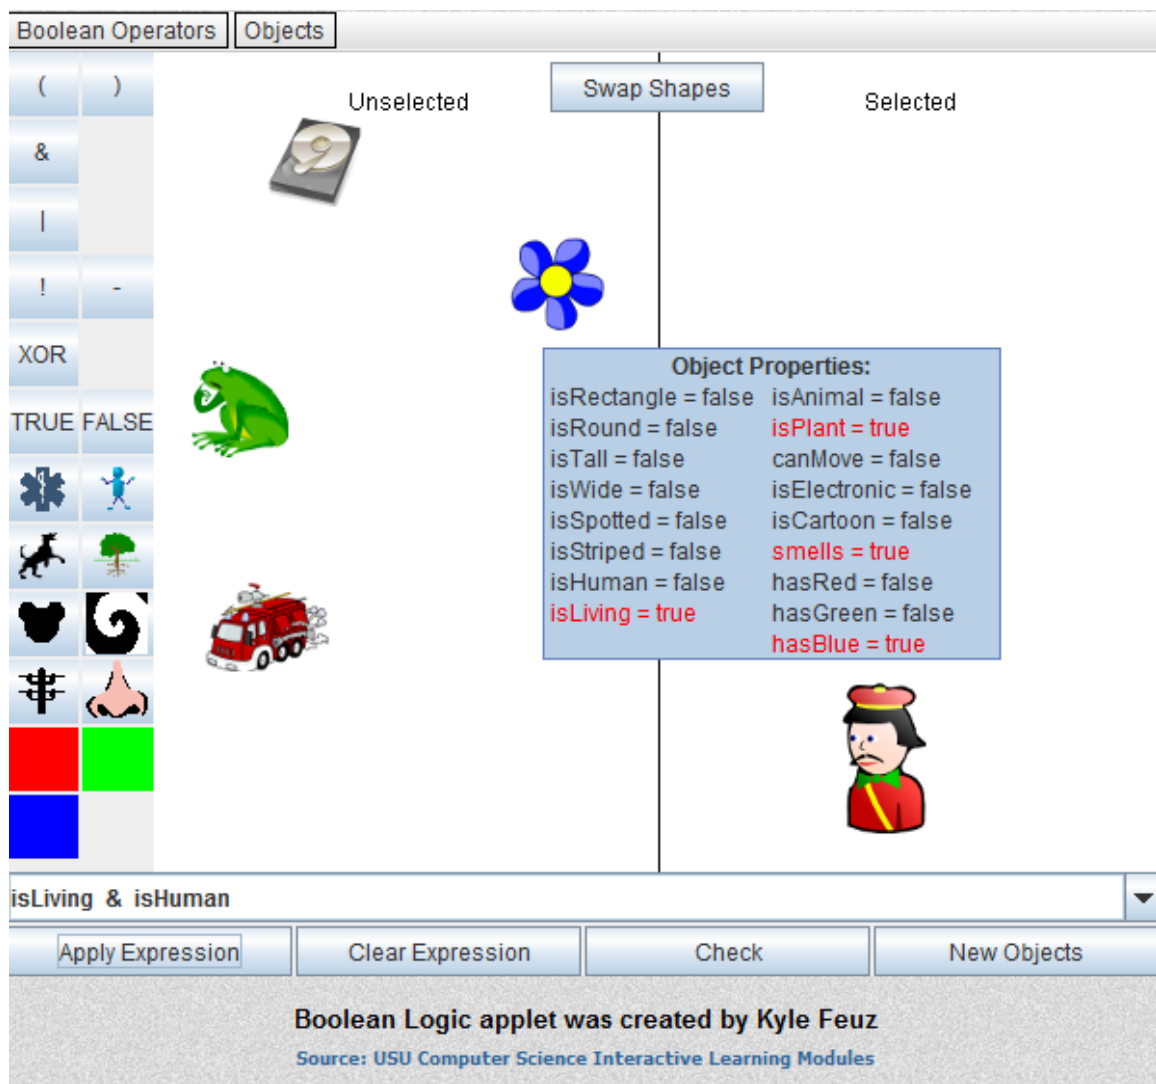 Boolean Operators Objects
( )
Unselected Swap Shapes Selected
&
|
! -
XOR
TRUE FALSE
Object Properties:
isRectangle = false isAnimal = false
isRound = false isPlant = true
isTall = false canMove = false
isWide = false isElectronic = false
isSpotted = false isCartoon = false
isStriped = false smells = true
isHuman = false hasRed = false
isLiving = true hasGreen = false
hasBlue = true
isLiving & isHuman
Apply Expression Clear Expression Check New Objects
Boolean Logic applet was created by Kyle Feuz
Source: USU Computer Science Interactive Learning Modules